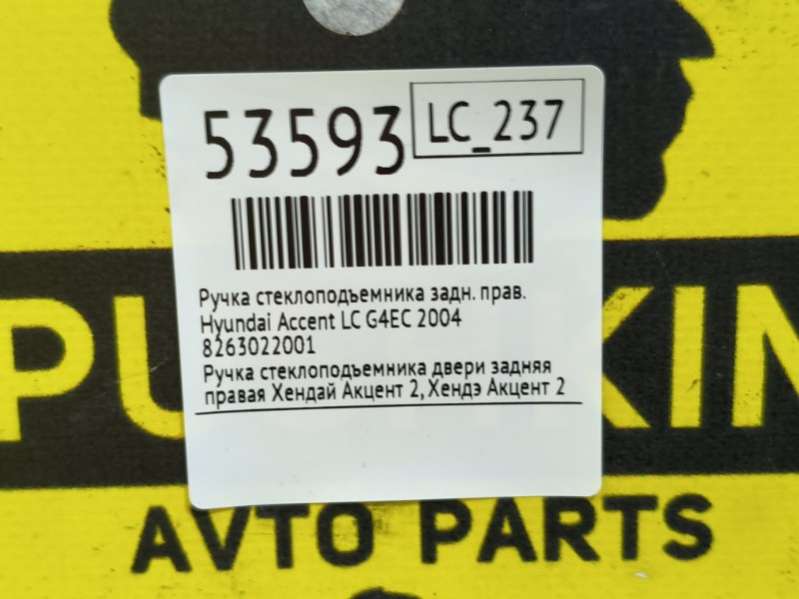 53593
LC_237
Ручка стеклоподъемника задн. прав.
Hyundai Accent LC G4EC 2004
8263022001
Ручка стеклоподъемника двери задняя
правая Хендай Акцент 2, Хендэ Акцент 2
AVTO PARTS